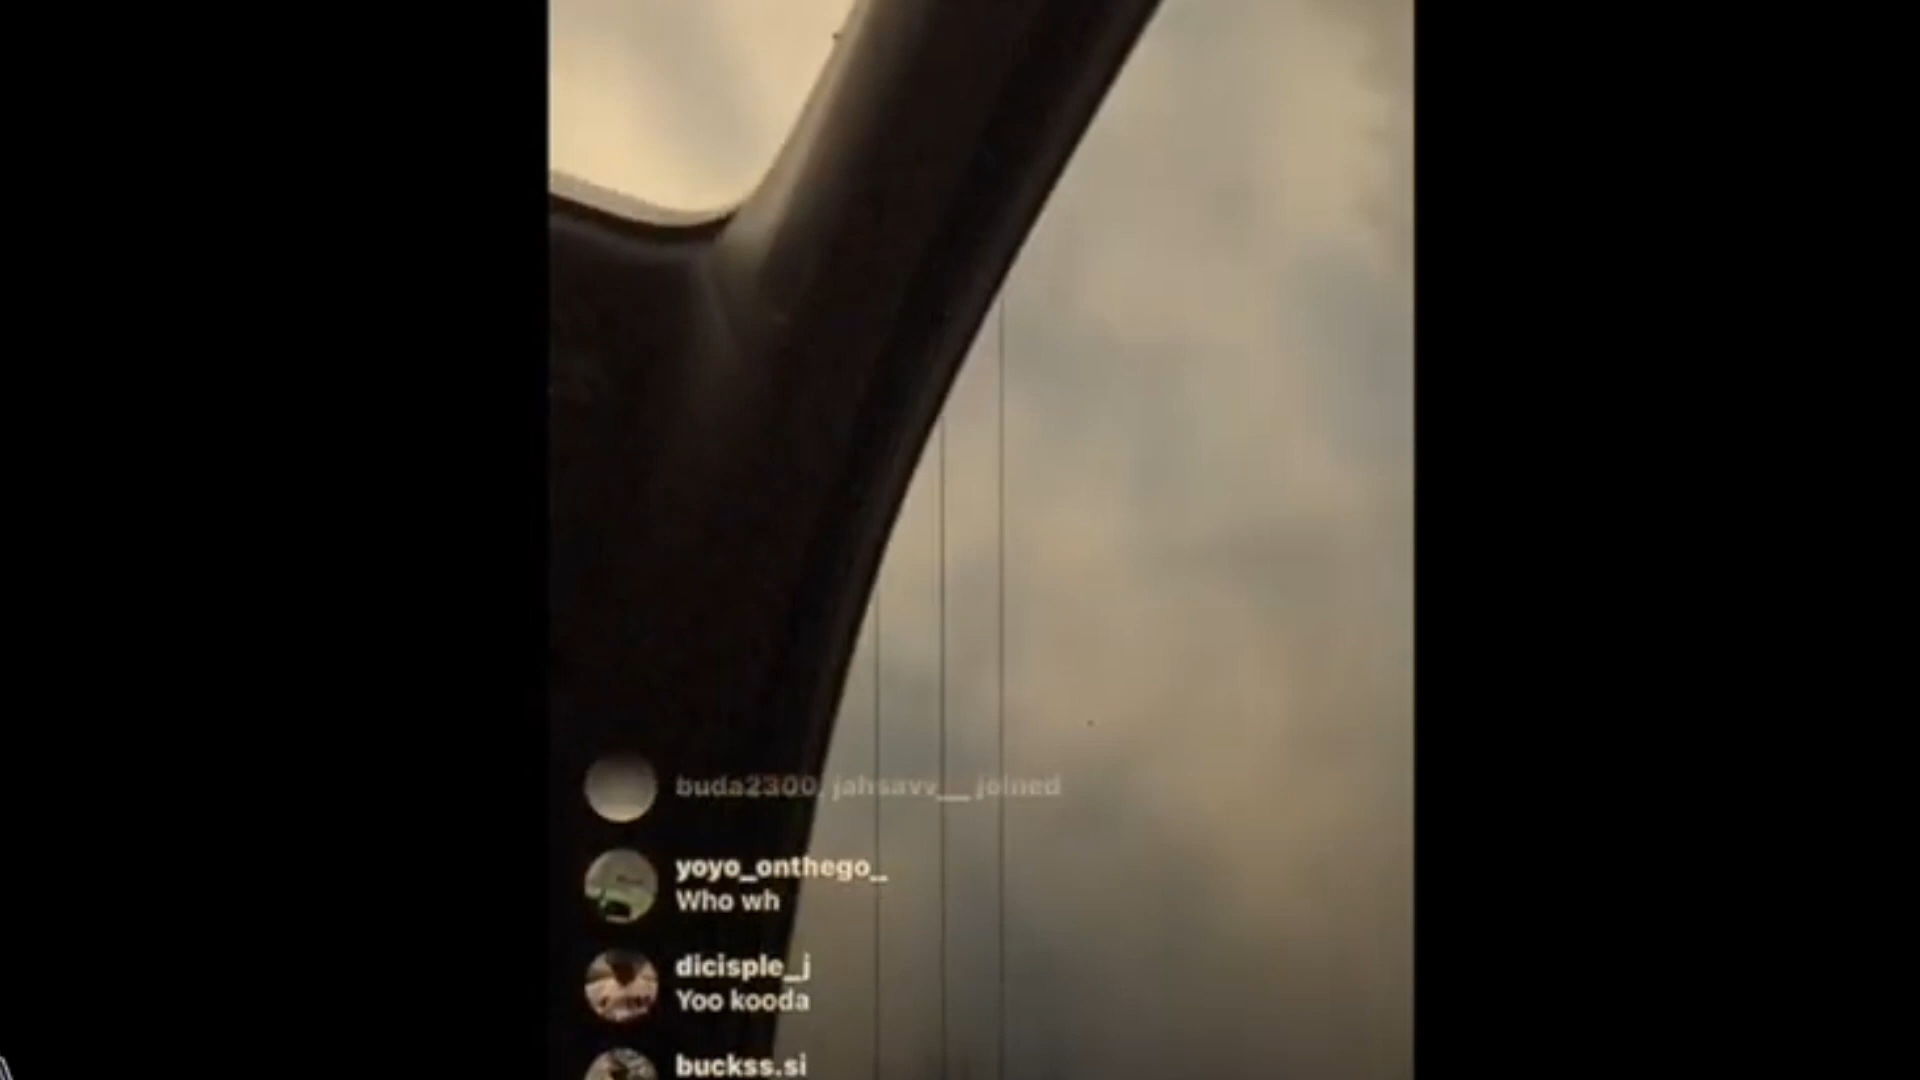 buda2300, jahsavv__ joined
yoyo_onthego_
Who wh
dicisple_j
Yoo kooda
buckss.si